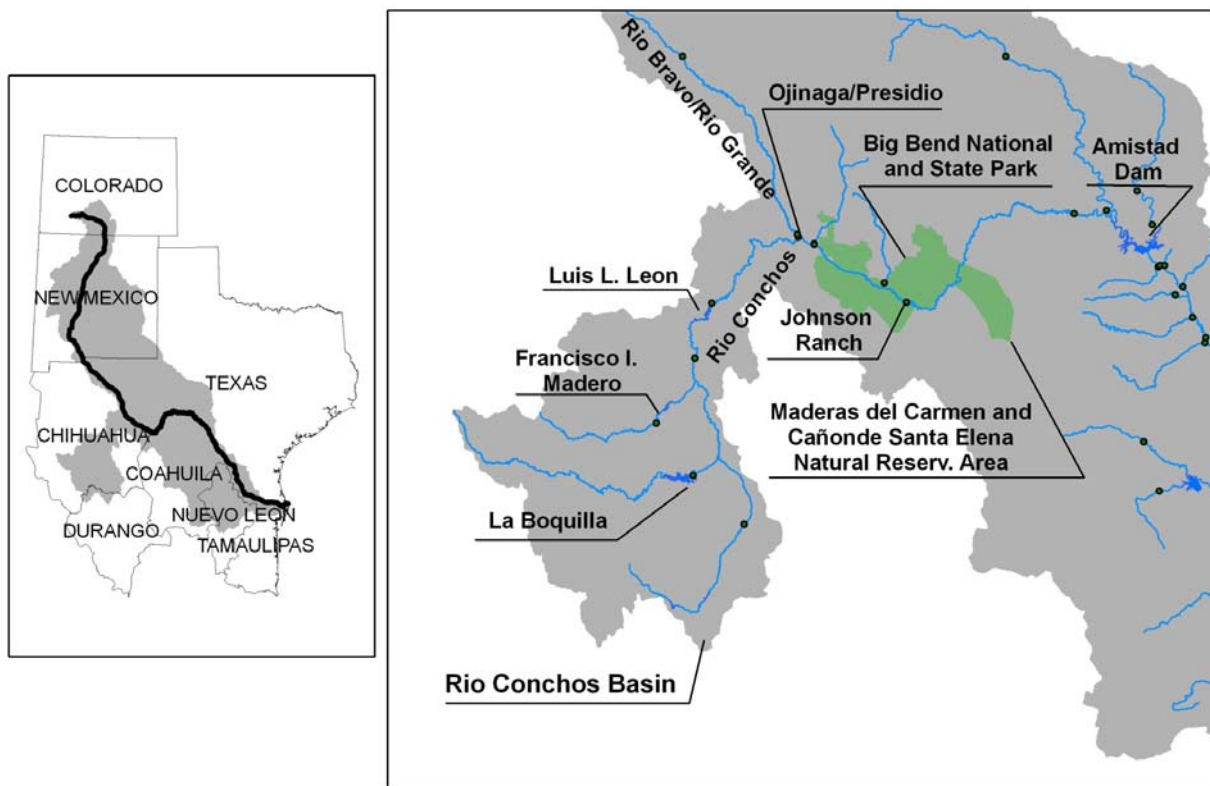 COLORADO
NEW MEXICO
TEXAS
CHIHUAHUA
COAHUILA
NUEVO LEON
DURANGO
TAMAULIPAS
Rio Bravo/Rio Grande
Ojinaga/Presidio
Big Bend National
and State Park
Amistad
Dam
Luis L. Leon
Rio Conchos
Johnson
Ranch
Francisco I.
Madero
Maderas del Carmen and
Cañonde Santa Elena
Natural Reserv. Area
La Boquilla
Rio Conchos Basin